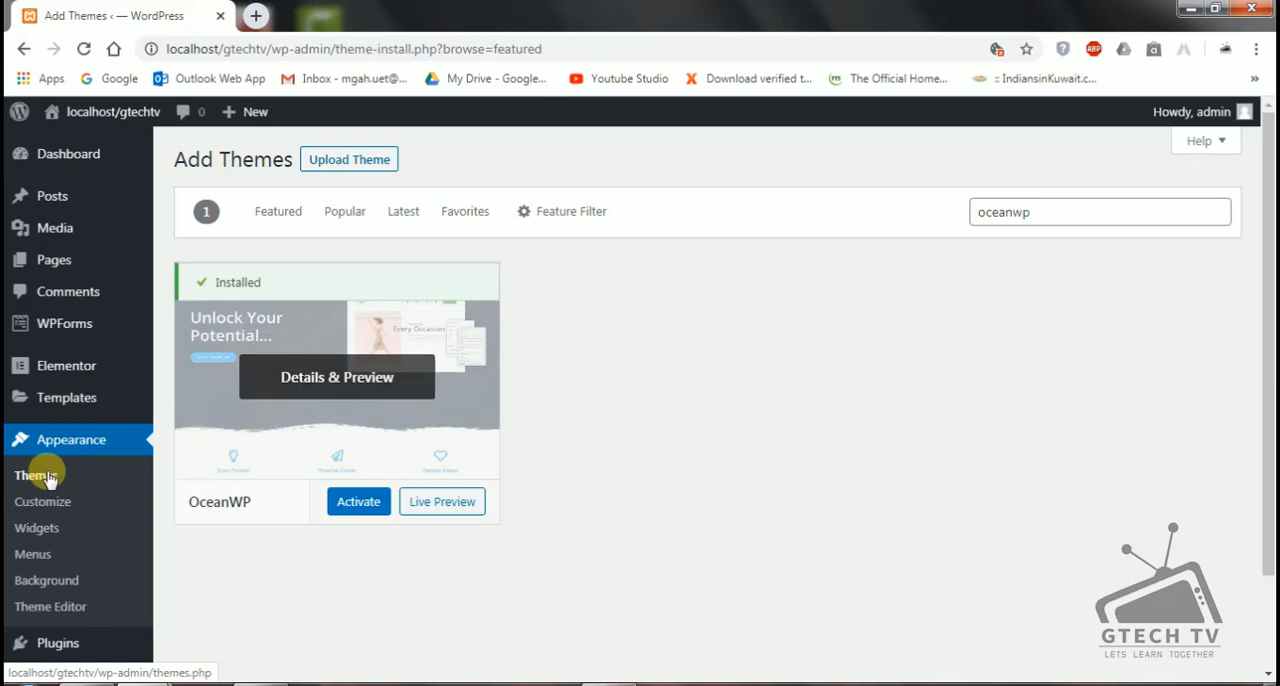 Add Themes ‹ — WordPress
localhost/gtechtv/wp-admin/theme-install.php?browse=featured
ABP
Apps Google Outlook Web App Inbox - mgah.uet@... My Drive - Google... Youtube Studio Download verified t... The Official Home... :: IndiansinKuwait.c... »
localhost/gtechtv 0 New Howdy, admin
Help
Dashboard
Posts
Media
Pages
Comments
WPForms
Elementor
Templates
Appearance
Themes
Customize
Widgets
Menus
Background
Theme Editor
Plugins
Add Themes Upload Theme
1 Featured Popular Latest Favorites Feature Filter oceanwp
Installed
Unlock Your
Potential...
Every Occasion
Details & Preview
OceanWP Activate Live Preview
GTECH TV
LETS LEARN TOGETHER
localhost/gtechtv/wp-admin/themes.php